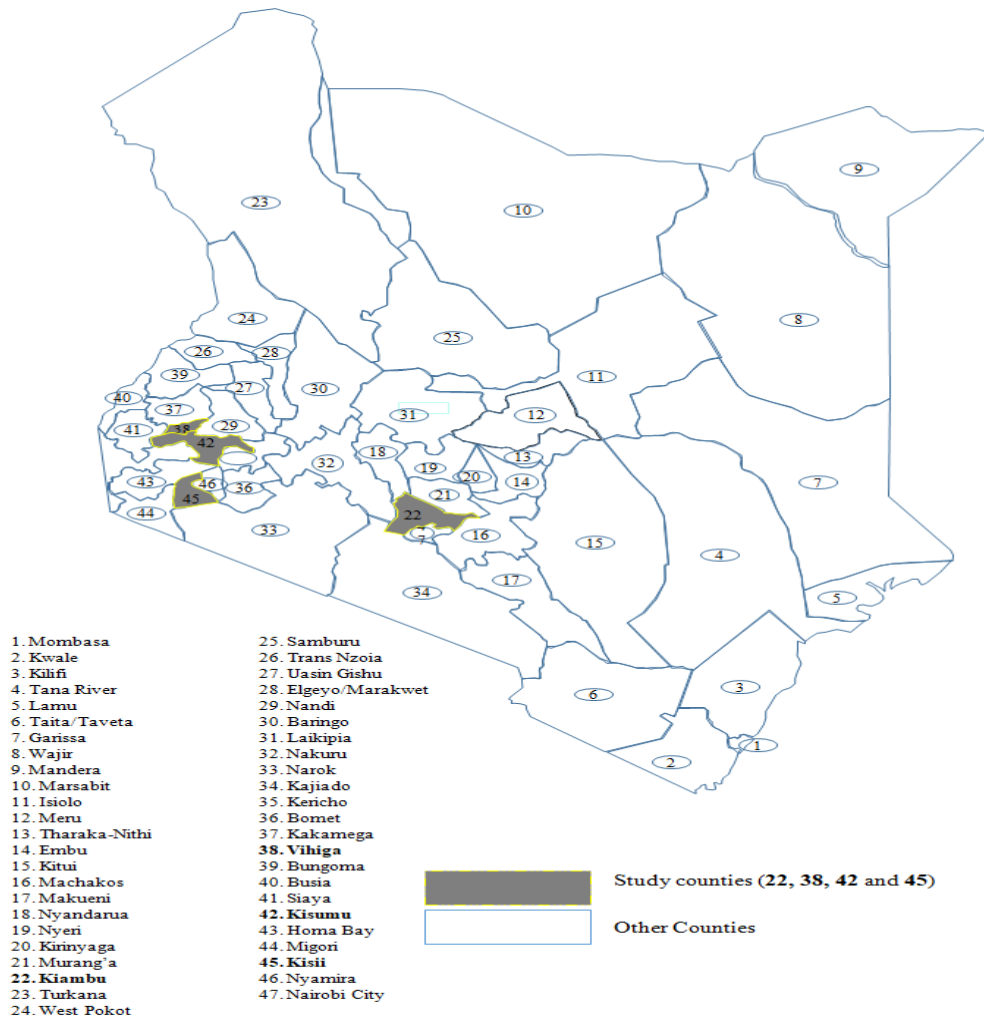 9
23
10
8
24
25
26
28
11
39
27
30
40
37
31
12
38
29
41
42
18
32
13
19
20
43
46
36
14
7
45
21
44
22
33
16
4
7
15
4
17
34
5
6
3
1
2
1. Mombasa
2. Kwale
3. Kilifi
4. Tana River
5. Lamu
6. Taita/Taveta
7. Garissa
8. Wajir
9. Mandera
10. Marsabit
11. Isiolo
12. Meru
13. Tharaka-Nithi
14. Embu
15. Kitui
16. Machakos
17. Makueni
18. Nyandarua
19. Nyeri
20. Kirinyaga
21. Murang'a
22. Kiambu
23. Turkana
24. West Pokot
25. Samburu
26. Trans Nzoia
27. Uasin Gishu
28. Elgeyo/Marakwet
29. Nandi
30. Baringo
31. Laikipia
32. Nakuru
33. Narok
34. Kajiado
35. Kericho
36. Bomet
37. Kakamega
38. Vihiga
39. Bungoma
40. Busia
41. Siaya
42. Kisumu
43. Homa Bay
44. Migori
45. Kisii
46. Nyamira
47. Nairobi City
Study counties (22, 38, 42 and 45)
Other Counties